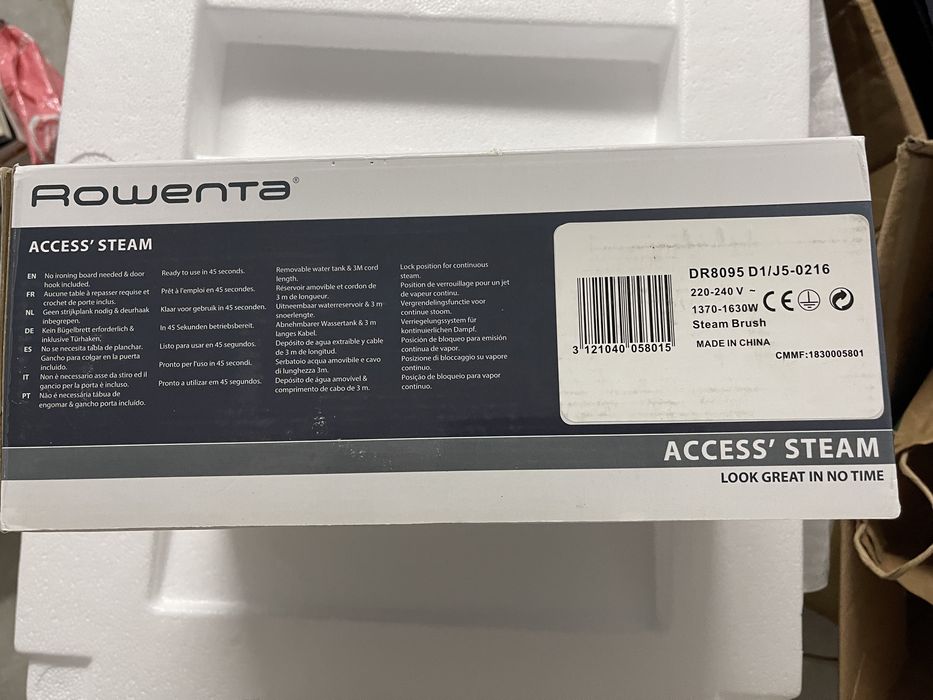 Rowenta®
ACCESS' STEAM
EN No ironing board needed & door
hook included.
FR Aucune table à repasser requise et
crochet de porte inclus.
NL Geen strijkplank nodig & deurhaak
inbegrepen.
DE Kein Bügelbrett erforderlich &
inklusive Türhaken,
ES No se necesita tabla de planchar.
Gancho para colgar en la puerta
incluido.
IT Non è necessario asse da stiro ed il
gancio per la porta è incluso.
PT Não é necessária tábua de
engomar & gancho porta incluído.
Ready to use in 45 seconds.
Prêt à l'emploi en 45 secondes.
Klaar voor gebruik in 45 seconden.
In 45 Sekunden betriebsbereit.
Listo para usar en 45 segundos.
Pronto per l'uso in 45 secondi.
Pronto a utilizar em 45 segundos.
Removable water tank & 3M cord
length.
Réservoir amovible et cordon de
3 m de longueur.
Uitneembaar waterreservoir & 3 m
snoerlengte.
Abnehmbarer Wassertank & 3 m
langes Kabel.
Depósito de agua extraíble y cable
de 3 m de longitud.
Serbatoio acqua amovibile e cavo
di lunghezza 3m.
Depósito de água amovível &
comprimento de cabo de 3 m.
Lock position for continuous
steam.
Position de verrouillage pour un jet
de vapeur continu.
Vergrendelingsfunctie voor
continue stoom.
Verriegelungssystem für
kontinuierlichen Dampf.
Posición de bloqueo para emisión
continua de vapor.
Posizione di bloccaggio su vapore
continuo.
Posição de bloqueio para vapor
continuo.
DR8095 D1/J5-0216
220-240 V ~
1370-1630W
Steam Brush
CE
MADE IN CHINA
CMMF:1830005801
3 121040 058015
ACCESS' STEAM
LOOK GREAT IN NO TIME